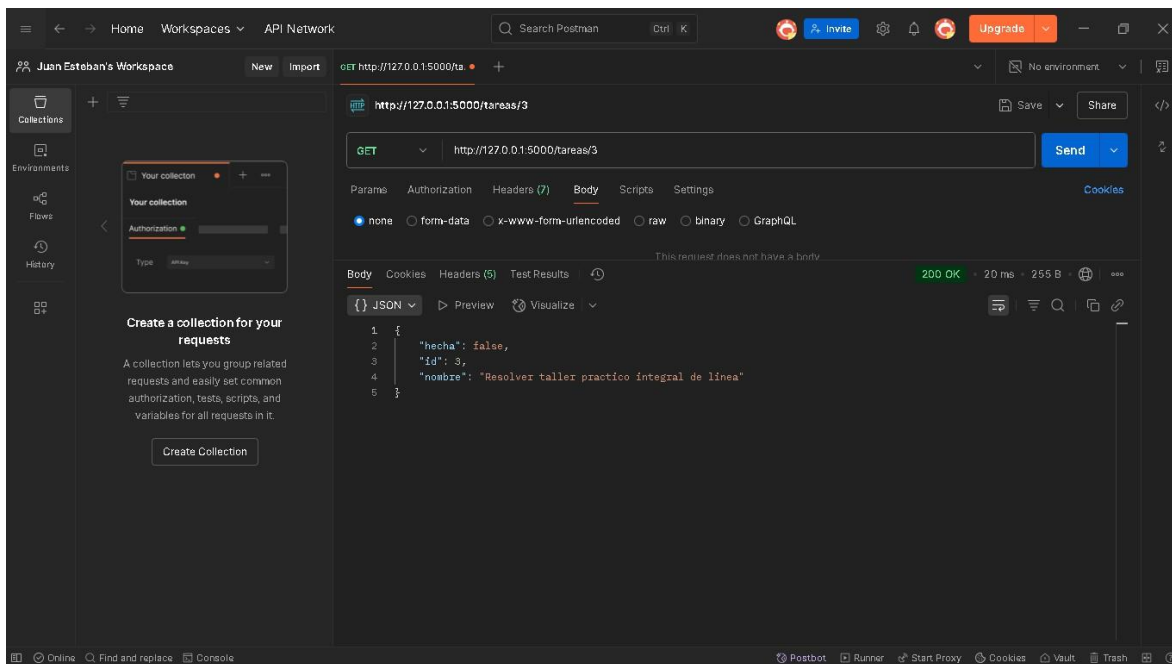 Home Workspaces API Network Search Postman Ctrl K Invite Upgrade
Juan Esteban's Workspace New Import GET http://127.0.0.1:5000/ta. No environment
Collections
Environments
Flows
History
Your collecton
Your collection
Authorization
Type API Key
Create a collection for your
requests
A collection lets you group related
requests and easily set common
authorization, tests, scripts, and
variables for all requests in it.
Create Collection
HTTP http://127.0.0.1:5000/tareas/3 Save Share
GET http://127.0.0.1:5000/tareas/3 Send
Params Authorization Headers (7) Body Scripts Settings Cookies
none form-data x-www-form-urlencoded raw binary GraphQL
This request does not have a body
Body Cookies Headers (5) Test Results 200 OK 20 ms 255 B
{} JSON Preview Visualize
1 {
2 "hecha": false,
3 "id": 3,
4 "nombre": "Resolver taller practico integral de linea"
5 }
Online Find and replace Console Postbot Runner Start Proxy Cookies Vault Trash